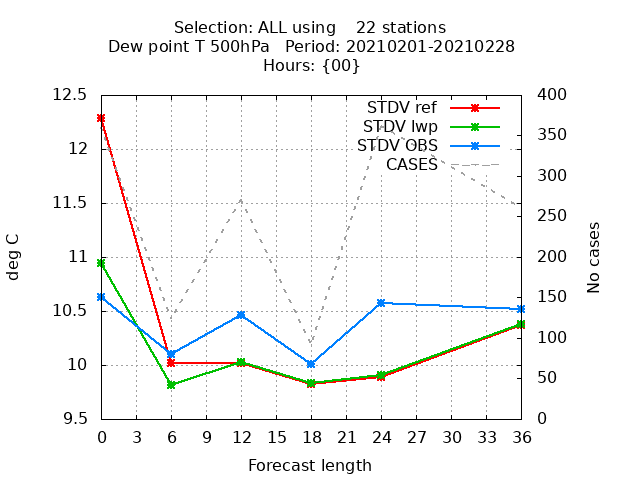 Selection: ALL using    22 stations
Dew point T 500hPa   Period: 20210201-20210228
Hours: {00}
STDV ref
STDV lwp
STDV OBS
CASES
12.5
12
11.5
11
10.5
10
9.5
deg C
400
350
300
250
200
150
100
50
0
No cases
0 3 6 9 12 15 18 21 24 27 30 33 36
Forecast length